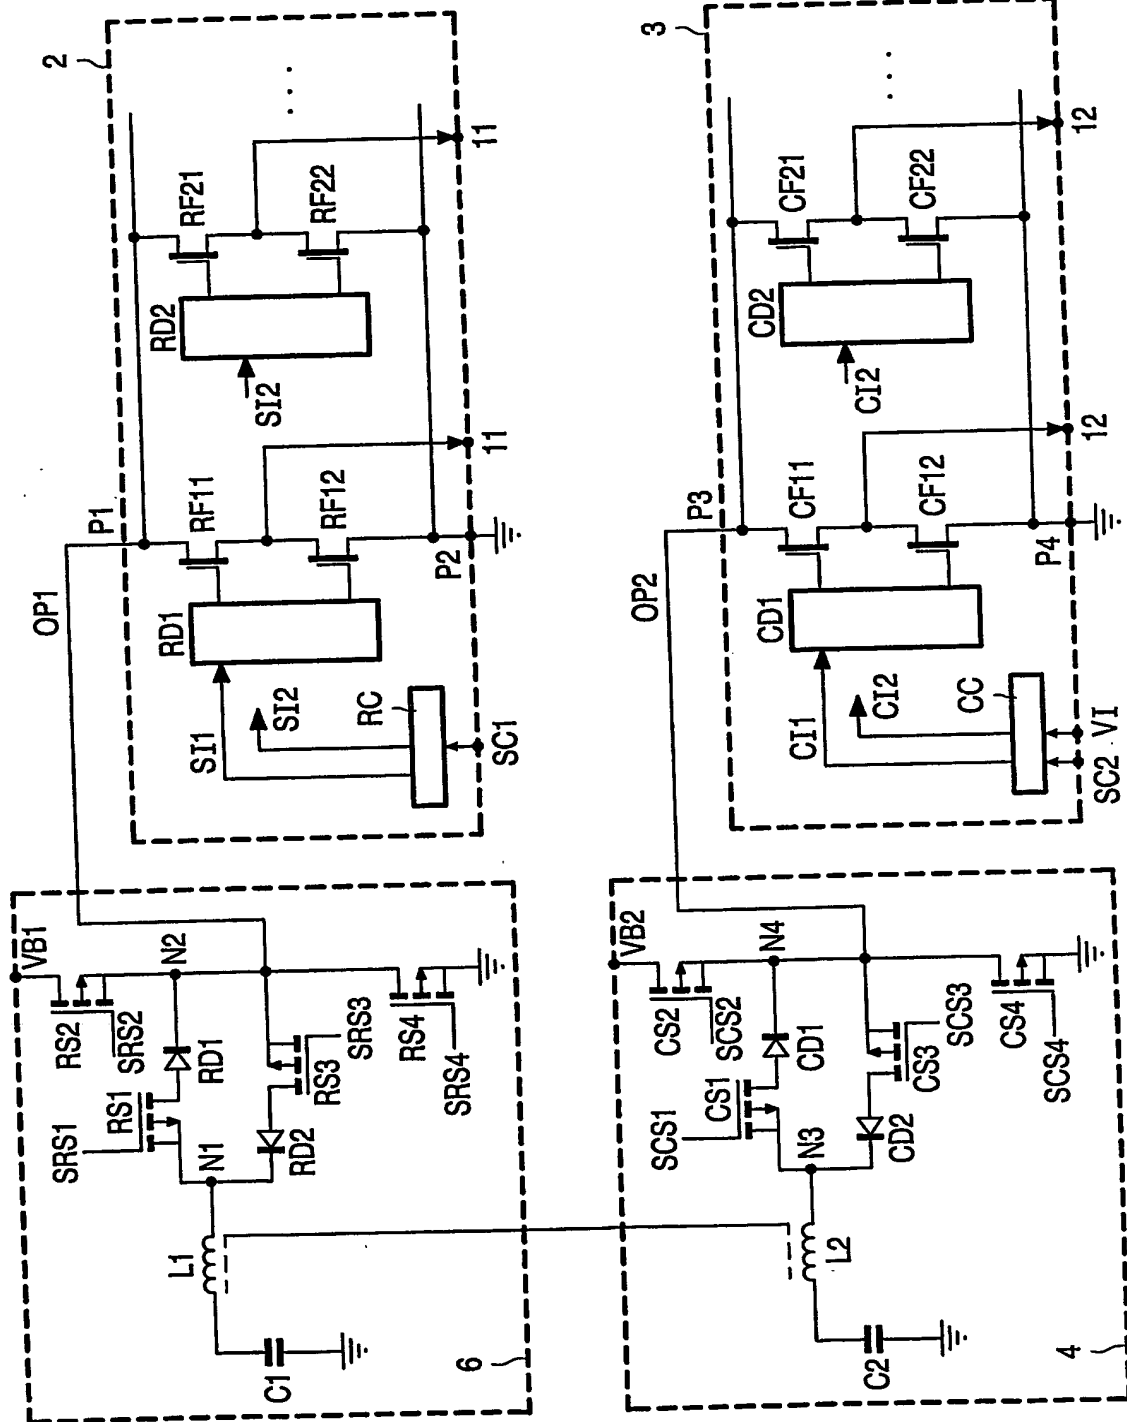 2
P1
OP1
RF11
RF12
RF21
RF22
RD1
RD2
SI1
SI2
SI2
RC
SC1
P2
11
11
3
P3
OP2
CF11
CF12
CF21
CF22
CD1
CD2
CI1
CI2
CI2
CC
SC2
VI
P4
12
12
6
VB1
RS2
SRS2
N2
RS1
SRS1
RD1
N1
RD2
RS3
SRS3
RS4
SRS4
L1
C1
4
VB2
CS2
SCS2
N4
CS1
SCS1
CD1
N3
CD2
CS3
SCS3
CS4
SCS4
L2
C2